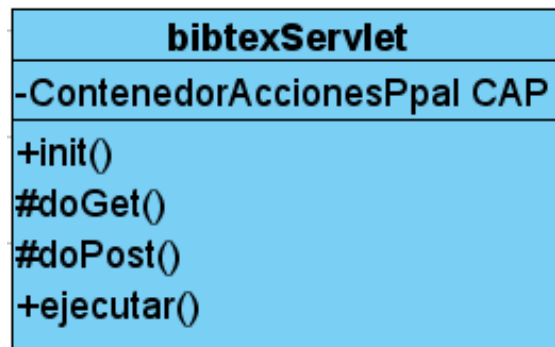 bibtexServlet
-ContenedorAccionesPpal CAP
+init()
#doGet()
#doPost()
+ejecutar()